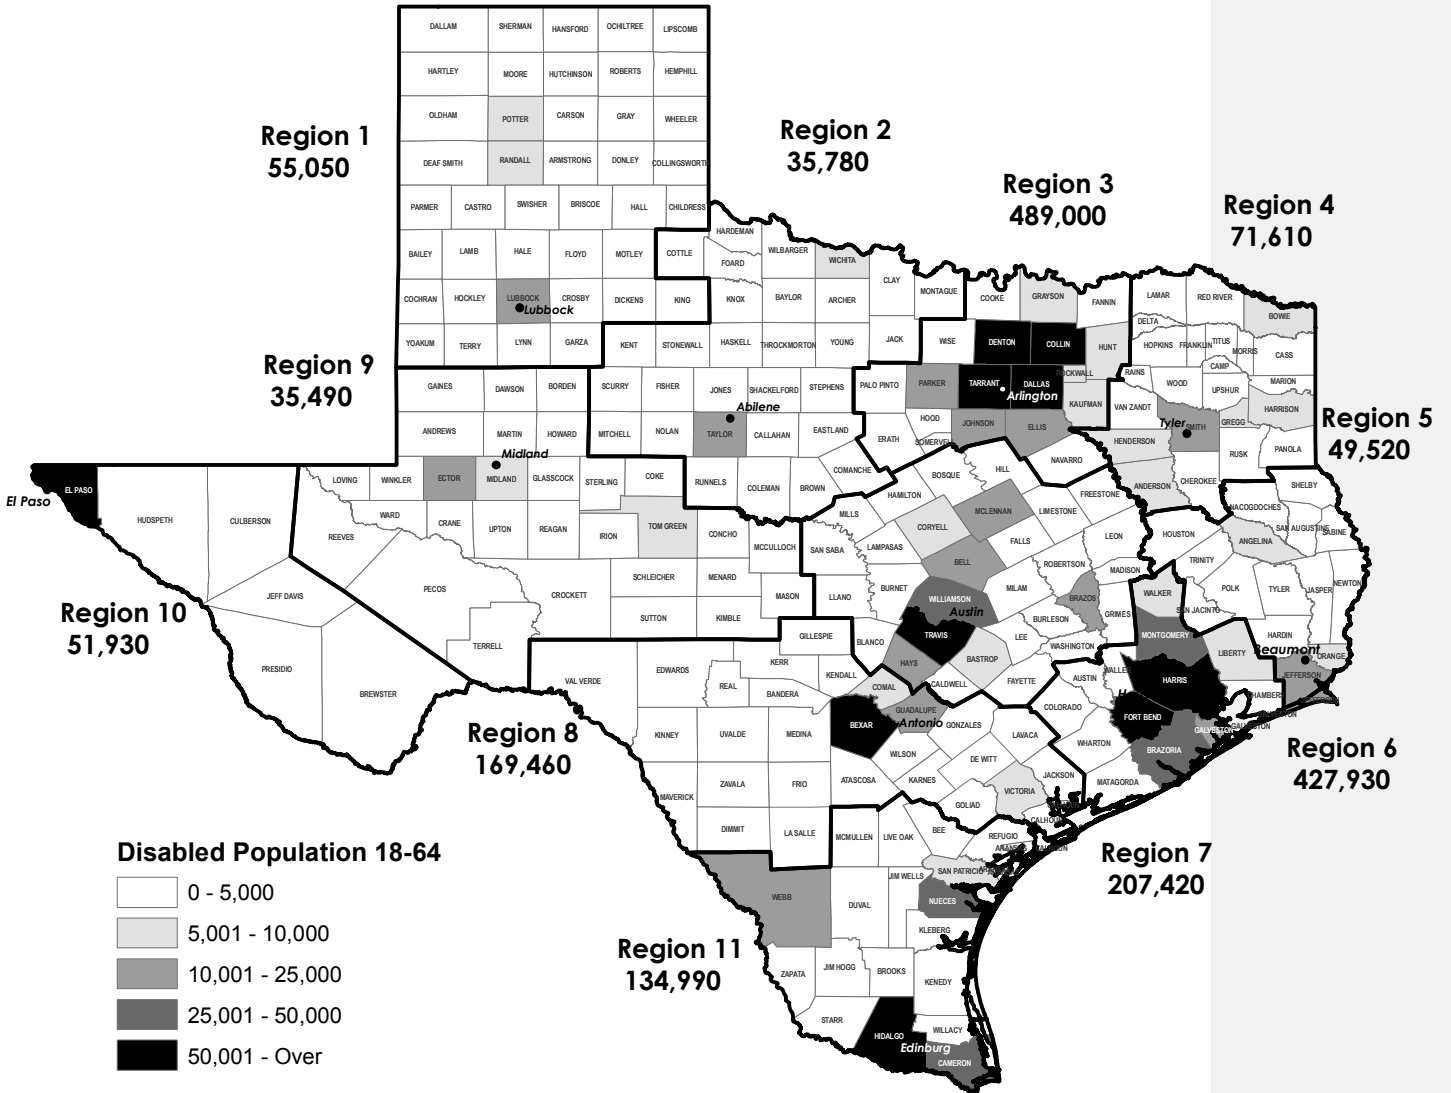 DALLAM SHERMAN HANSFORD OCHILTREE LIPSCOMB
HARTLEY MOORE HUTCHINSON ROBERTS HEMPHILL
OLDHAM POTTER CARSON GRAY WHEELER
DEAF SMITH RANDALL ARMSTRONG DONLEY COLLINGSWORTH
PARMER CASTRO SWISHER BRISCOE HALL CHILDRESS
BAILEY LAMB HALE FLOYD MOTLEY COTTLE
COCHRAN HOCKLEY LUBBOCK CROSBY DICKENS KING
Lubbock
YOAKUM TERRY LYNN GARZA KENT STONEWALL HASKELL THROCKMORTON YOUNG JACK
Region 1
55,050
Region 2
35,780
Region 3
489,000
Region 4
71,610
HARDEMAN FOARD WILBARGER WICHITA CLAY MONTAGUE
KNOX BAYLOR ARCHER
COOKE GRAYSON FANNIN
WISE DENTON COLLIN HUNT
ROCKWALL
PALO PINTO PARKER TARRANT DALLAS KAUFMAN
Arlington
HOOD JOHNSON ELLIS
ERATH SOMERVELL NAVARRO
LAMAR RED RIVER BOWIE
DELTA HOPKINS FRANKLIN TITUS MORRIS CASS
RAINS WOOD CAMP UPSHUR MARION
VAN ZANDT SMITH GREGG HARRISON
Tyler
HENDERSON RUSK PANOLA
ANDERSON CHEROKEE
Region 9
35,490
GAINES DAWSON BORDEN SCURRY FISHER JONES SHACKELFORD STEPHENS
Abilene
ANDREWS MARTIN HOWARD MITCHELL NOLAN TAYLOR CALLAHAN EASTLAND
Midland
LOVING WINKLER ECTOR MIDLAND GLASSCOCK STERLING COKE RUNNELS COLEMAN BROWN COMANCHE
WARD CRANE UPTON REAGAN IRION TOM GREEN CONCHO MCCULLOCH
REEVES PECOS CROCKETT SCHLEICHER MENARD MASON
TERRELL SUTTON KIMBLE
El Paso
EL PASO HUDSPETH CULBERSON
JEFF DAVIS
PRESIDIO BREWSTER
Region 10
51,930
Region 5
49,520
SHELBY
NACOGDOCHES SAN AUGUSTINE SABINE
HOUSTON ANGELINA
TRINITY POLK TYLER JASPER NEWTON
SAN JACINTO HARDIN
Beaumont
ORANGE JEFFERSON
HAMILTON BOSQUE HILL
MILLS CORYELL MCLENNAN LIMESTONE FREESTONE
SAN SABA LAMPASAS BELL FALLS LEON
LLANO BURNET WILLIAMSON MILAM ROBERTSON MADISON
Austin
BRAZOS GRIMES
BLANCO TRAVIS BURLESON
LEE WASHINGTON
HAYS BASTROP
CALDWELL FAYETTE
WALKER
MONTGOMERY LIBERTY
HARRIS CHAMBERS
AUSTIN
COLORADO FORT BEND GALVESTON
WHARTON BRAZORIA
MATAGORDA
Region 6
427,930
Region 8
169,460
VAL VERDE EDWARDS KERR GILLESPIE
REAL BANDERA KENDALL COMAL
KINNEY UVALDE MEDINA BEXAR GUADALUPE
Antonio
GONZALES LAVACA
WILSON DE WITT
MAVERICK ZAVALA FRIO ATASCOSA KARNES JACKSON
VICTORIA
GOLIAD
DIMMIT LA SALLE
Region 7
207,420
MCMULLEN LIVE OAK BEE REFUGIO
WEBB DUVAL JIM WELLS SAN PATRICIO
NUECES
KLEBERG
ZAPATA JIM HOGG BROOKS KENEDY
STARR HIDALGO WILLACY
Edinburg
CAMERON
Region 11
134,990
Disabled Population 18-64
0 - 5,000
5,001 - 10,000
10,001 - 25,000
25,001 - 50,000
50,001 - Over